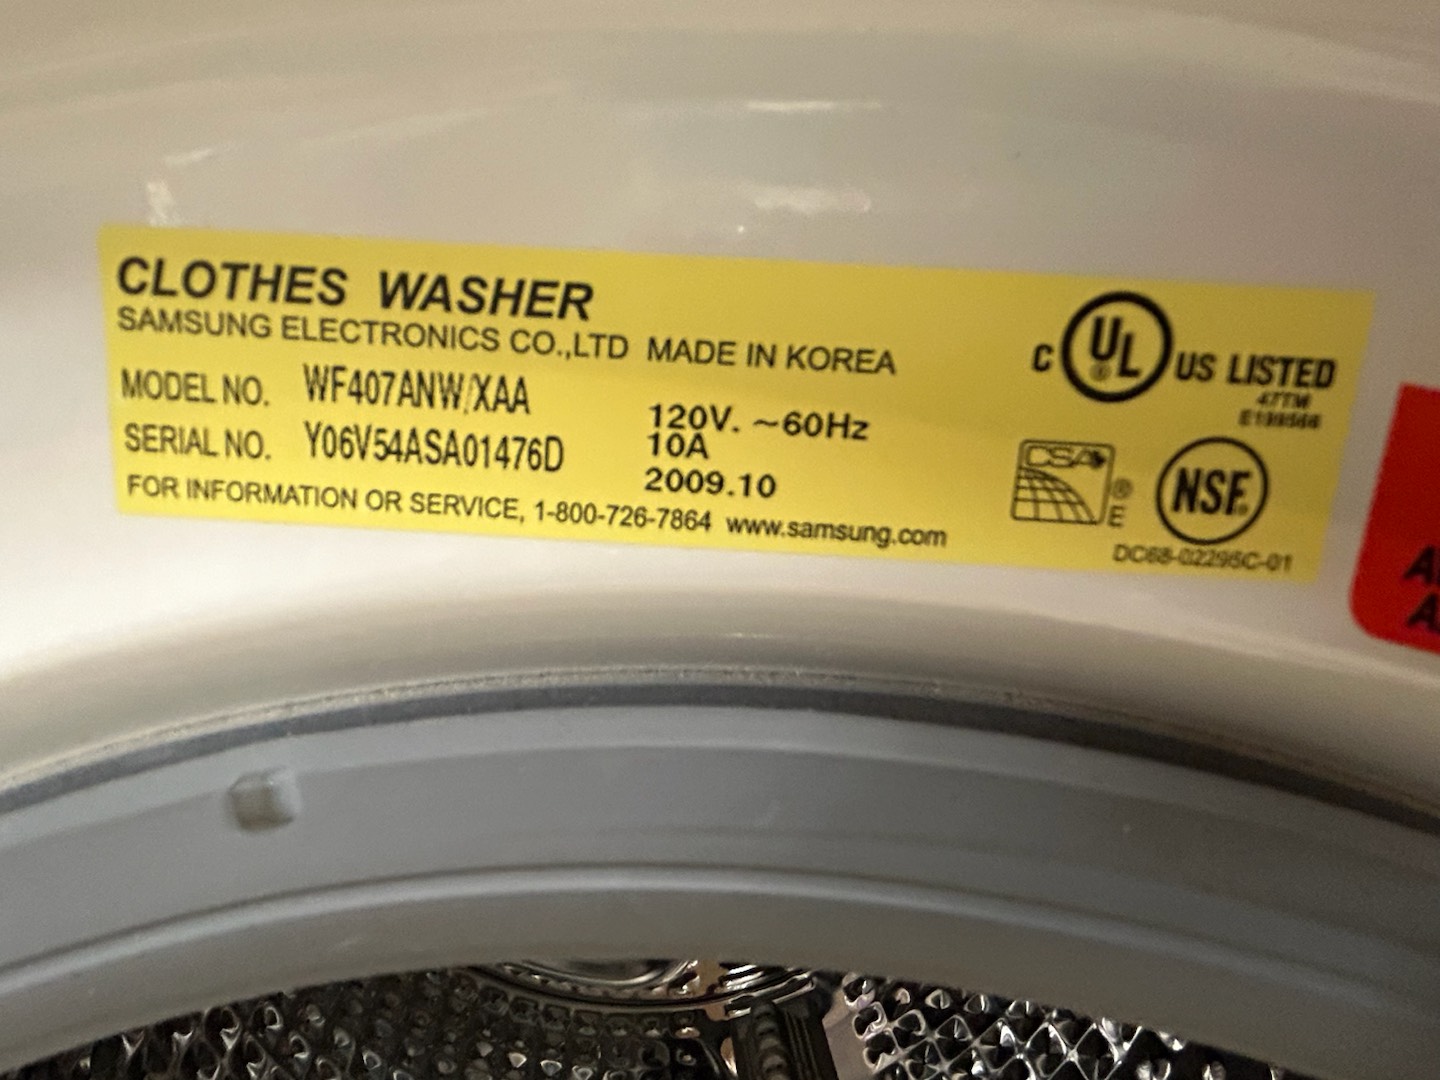 CLOTHES WASHER
SAMSUNG ELECTRONICS CO.,LTD MADE IN KOREA
MODEL NO. WF407ANW/XAA
SERIAL NO. Y06V54ASA01476D
120V. ~60Hz
10A
2009.10
FOR INFORMATION OR SERVICE, 1-800-726-7864 www.samsung.com
C UL® US LISTED
47TM
E199566
CSA® E
NSF.
DC68-02295C-01